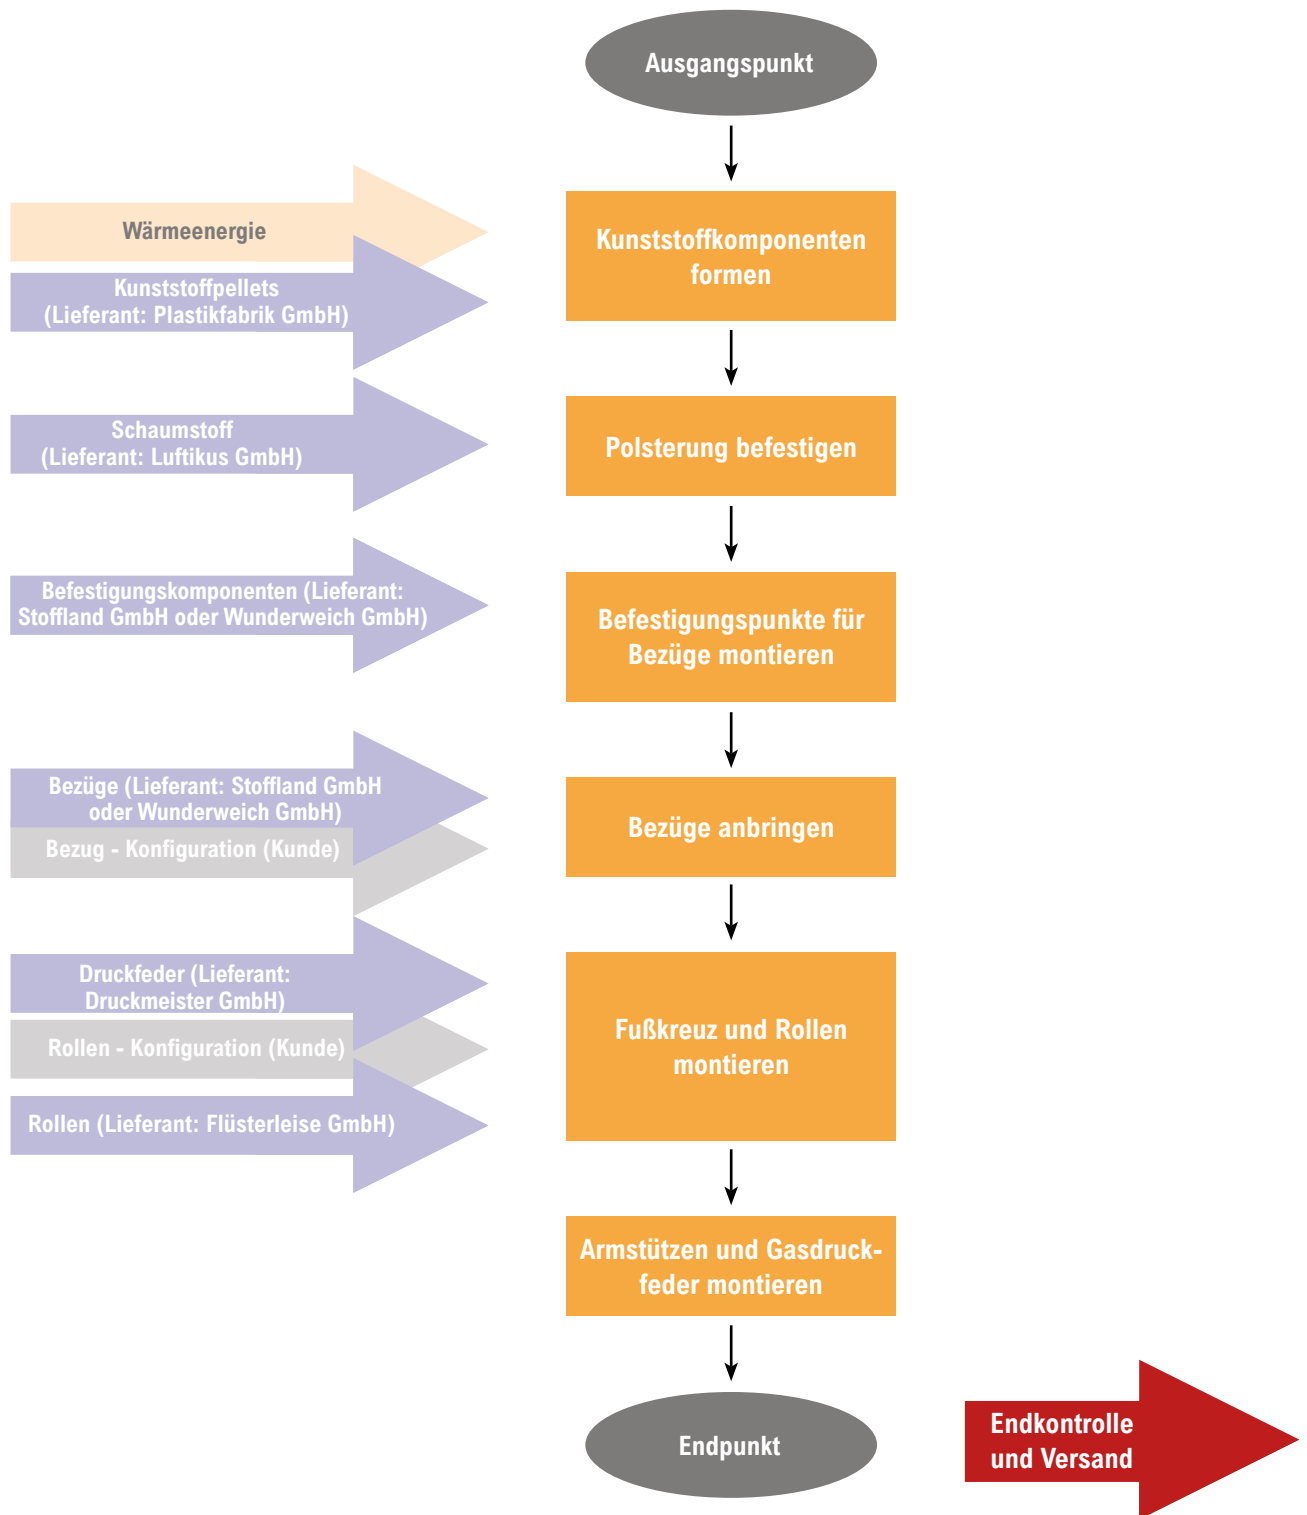 Ausgangspunkt
Wärmeenergie
Kunststoffpellets
(Lieferant: Plastikfabrik GmbH)
Kunststoffkomponenten
formen
Schaumstoff
(Lieferant: Luftikus GmbH)
Polsterung befestigen
Befestigungskomponenten (Lieferant:
Stoffland GmbH oder Wunderweich GmbH)
Befestigungspunkte für
Bezüge montieren
Bezüge (Lieferant: Stoffland GmbH
oder Wunderweich GmbH)
Bezug - Konfiguration (Kunde)
Bezüge anbringen
Druckfeder (Lieferant:
Druckmeister GmbH)
Rollen - Konfiguration (Kunde)
Rollen (Lieferant: Flüsterleise GmbH)
Fußkreuz und Rollen
montieren
Armstützen und Gasdruck-
feder montieren
Endpunkt
Endkontrolle
und Versand